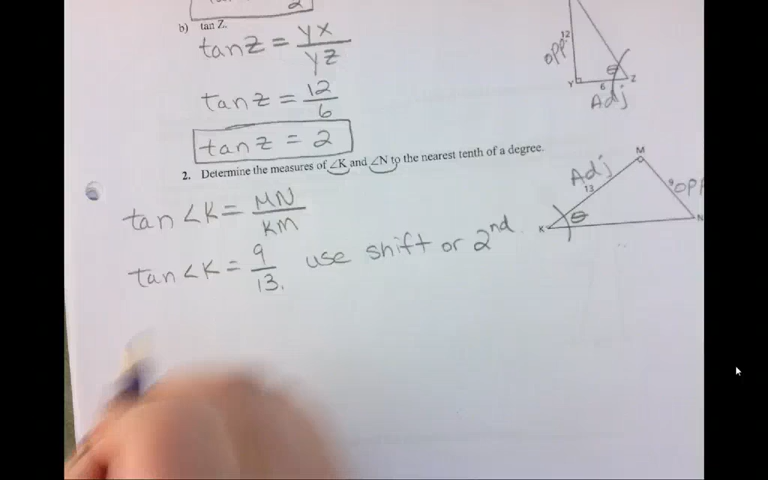 2
b) tan Z.
tan Z = YX / YZ
tan Z = 12 / 6
tan Z = 2
12
Opp
θ
Y
Z
6
Adj
2. Determine the measures of ∠K and ∠N to the nearest tenth of a degree.
tan ∠K = MN / KM
tan ∠K = 9 / 13. use shift or 2nd
M
Adj
13
9
OPP
K
θ
N